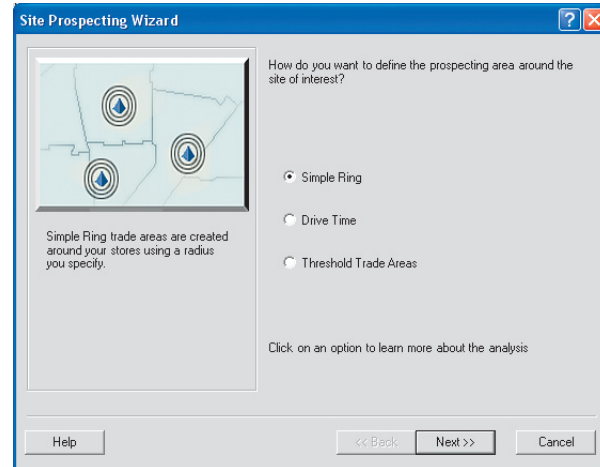 Site Prospecting Wizard
How do you want to define the prospecting area around the
site of interest?
Simple Ring
Drive Time
Threshold Trade Areas
Simple Ring trade areas are created
around your stores using a radius
you specify.
Click on an option to learn more about the analysis
Help
<< Back
Next >>
Cancel